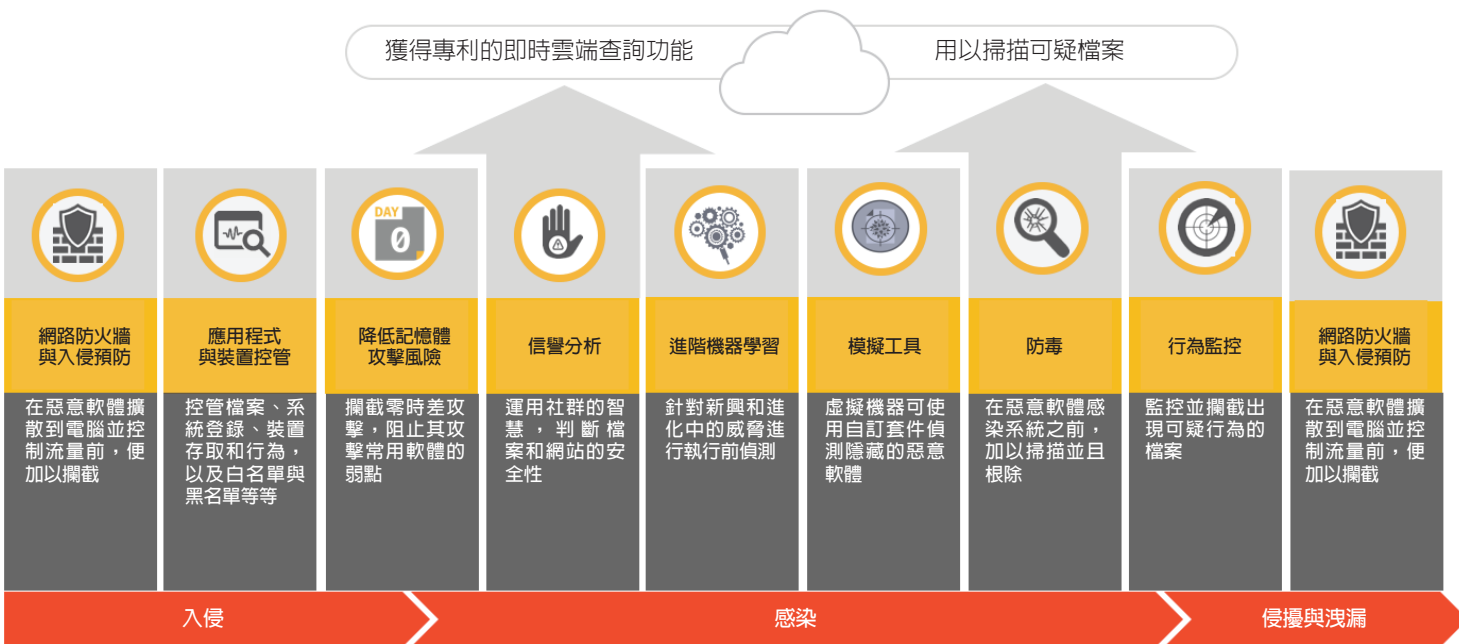 獲得專利的即時雲端查詢功能
用以掃描可疑檔案
DAY
0
網路防火牆
與入侵預防
在惡意軟體擴
散到電腦並控
制流量前，便
加以攔截
應用程式
與裝置控管
控管檔案、系
統登錄、裝置
存取和行為，
以及白名單與
黑名單等等
降低記憶體
攻擊風險
攔截零時差攻
擊，阻止其攻
擊常用軟體的
弱點
信譽分析
運用社群的智
慧，判斷檔
案和網站的安
全性
進階機器學習
針對新興和進
化中的威脅進
行執行前偵測
模擬工具
虛擬機器可使
用自訂套件偵
測隱藏的惡意
軟體
防毒
在惡意軟體感
染系統之前，
加以掃描並且
根除
行為監控
監控並攔截出
現可疑行為的
檔案
網路防火牆
與入侵預防
在惡意軟體擴
散到電腦並控
制流量前，便
加以攔截
入侵
感染
侵擾與洩漏